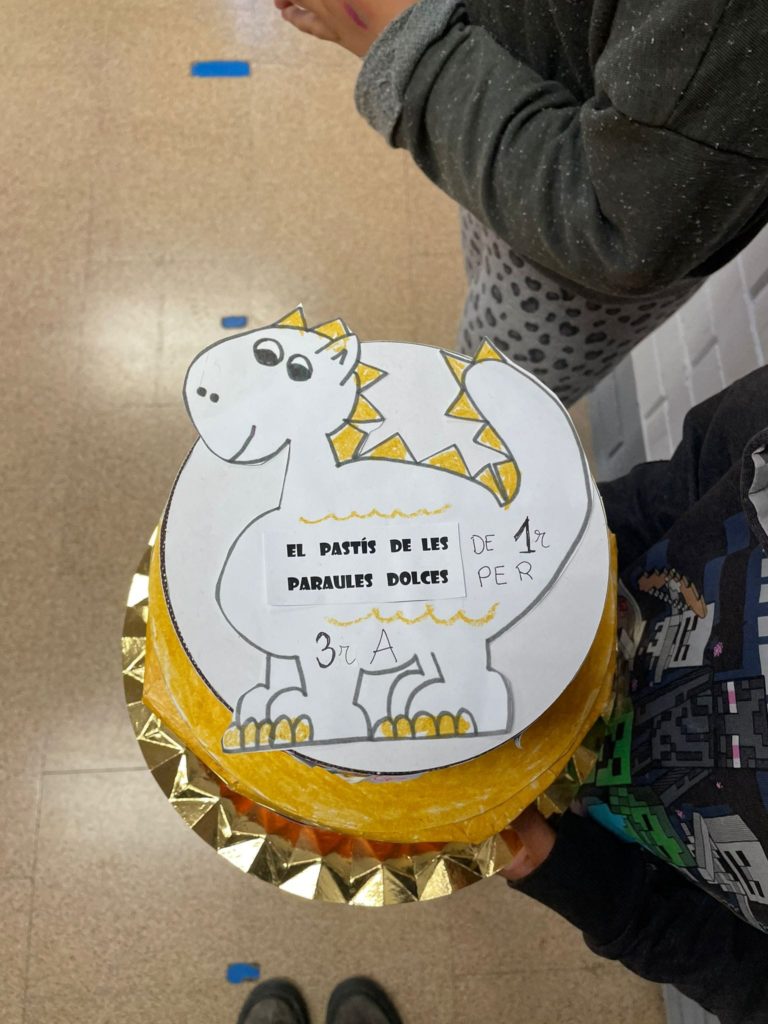 EL PASTÍS DE LES DE 1r
PARAULES DOLCES PER
3r A